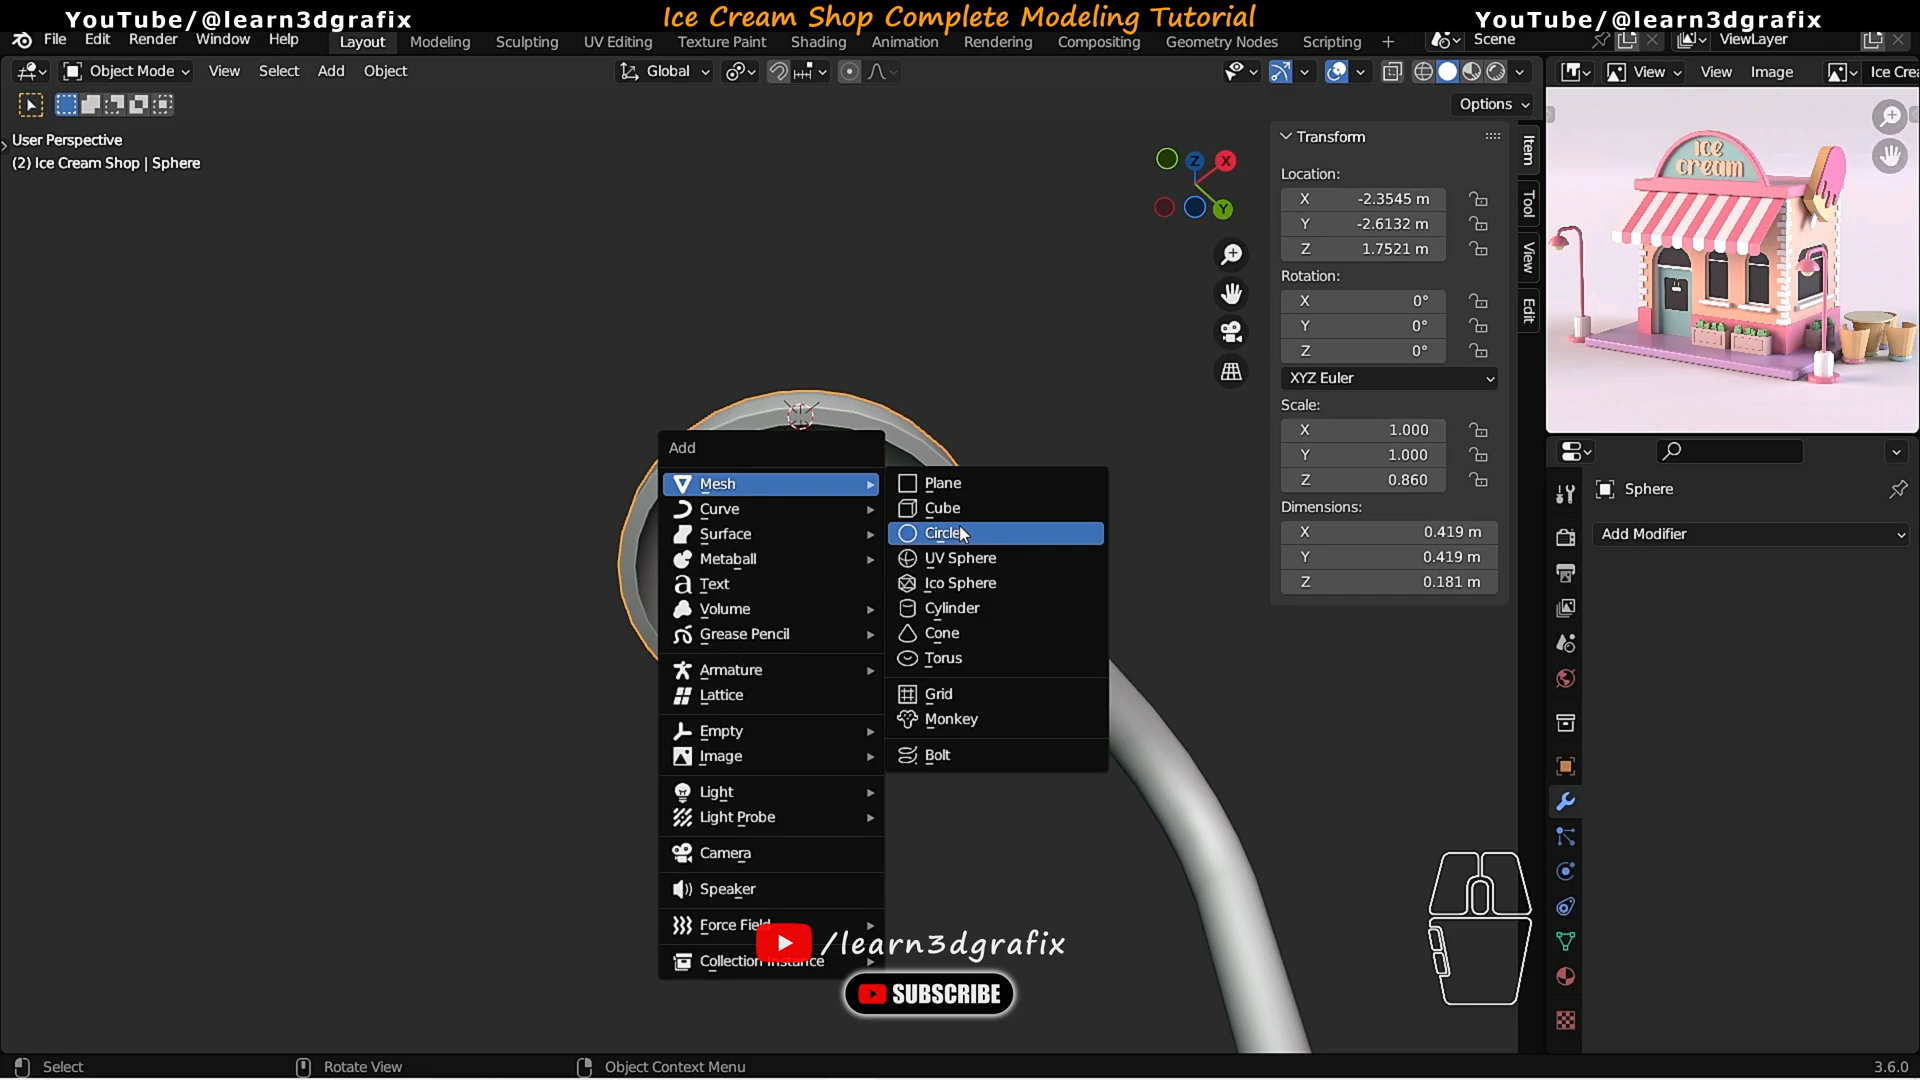 YouTube/@learn3dgrafix
Ice Cream Shop Complete Modeling Tutorial
YouTube/@learn3dgrafix
File Edit Render Window Help
Layout Modeling Sculpting UV Editing Texture Paint Shading Animation Rendering Compositing Geometry Nodes Scripting +
Scene
ViewLayer
Object Mode View Select Add Object
Global
View View Image Ice Crea
Options
User Perspective
(2) Ice Cream Shop | Sphere
Z X Y
Transform
Location:
X -2.3545 m
Y -2.6132 m
Z 1.7521 m
Rotation:
X 0°
Y 0°
Z 0°
XYZ Euler
Scale:
X 1.000
Y 1.000
Z 0.860
Dimensions:
X 0.419 m
Y 0.419 m
Z 0.181 m
Item
Tool
View
Edit
ICE
cream
Sphere
Add Modifier
Add
Mesh
Curve
Surface
Metaball
Text
Volume
Grease Pencil
Armature
Lattice
Empty
Image
Light
Light Probe
Camera
Speaker
Force Field
Collection Instance
Plane
Cube
Circle
UV Sphere
Ico Sphere
Cylinder
Cone
Torus
Grid
Monkey
Bolt
/learn3dgrafix
SUBSCRIBE
Select
Rotate View
Object Context Menu
3.6.0